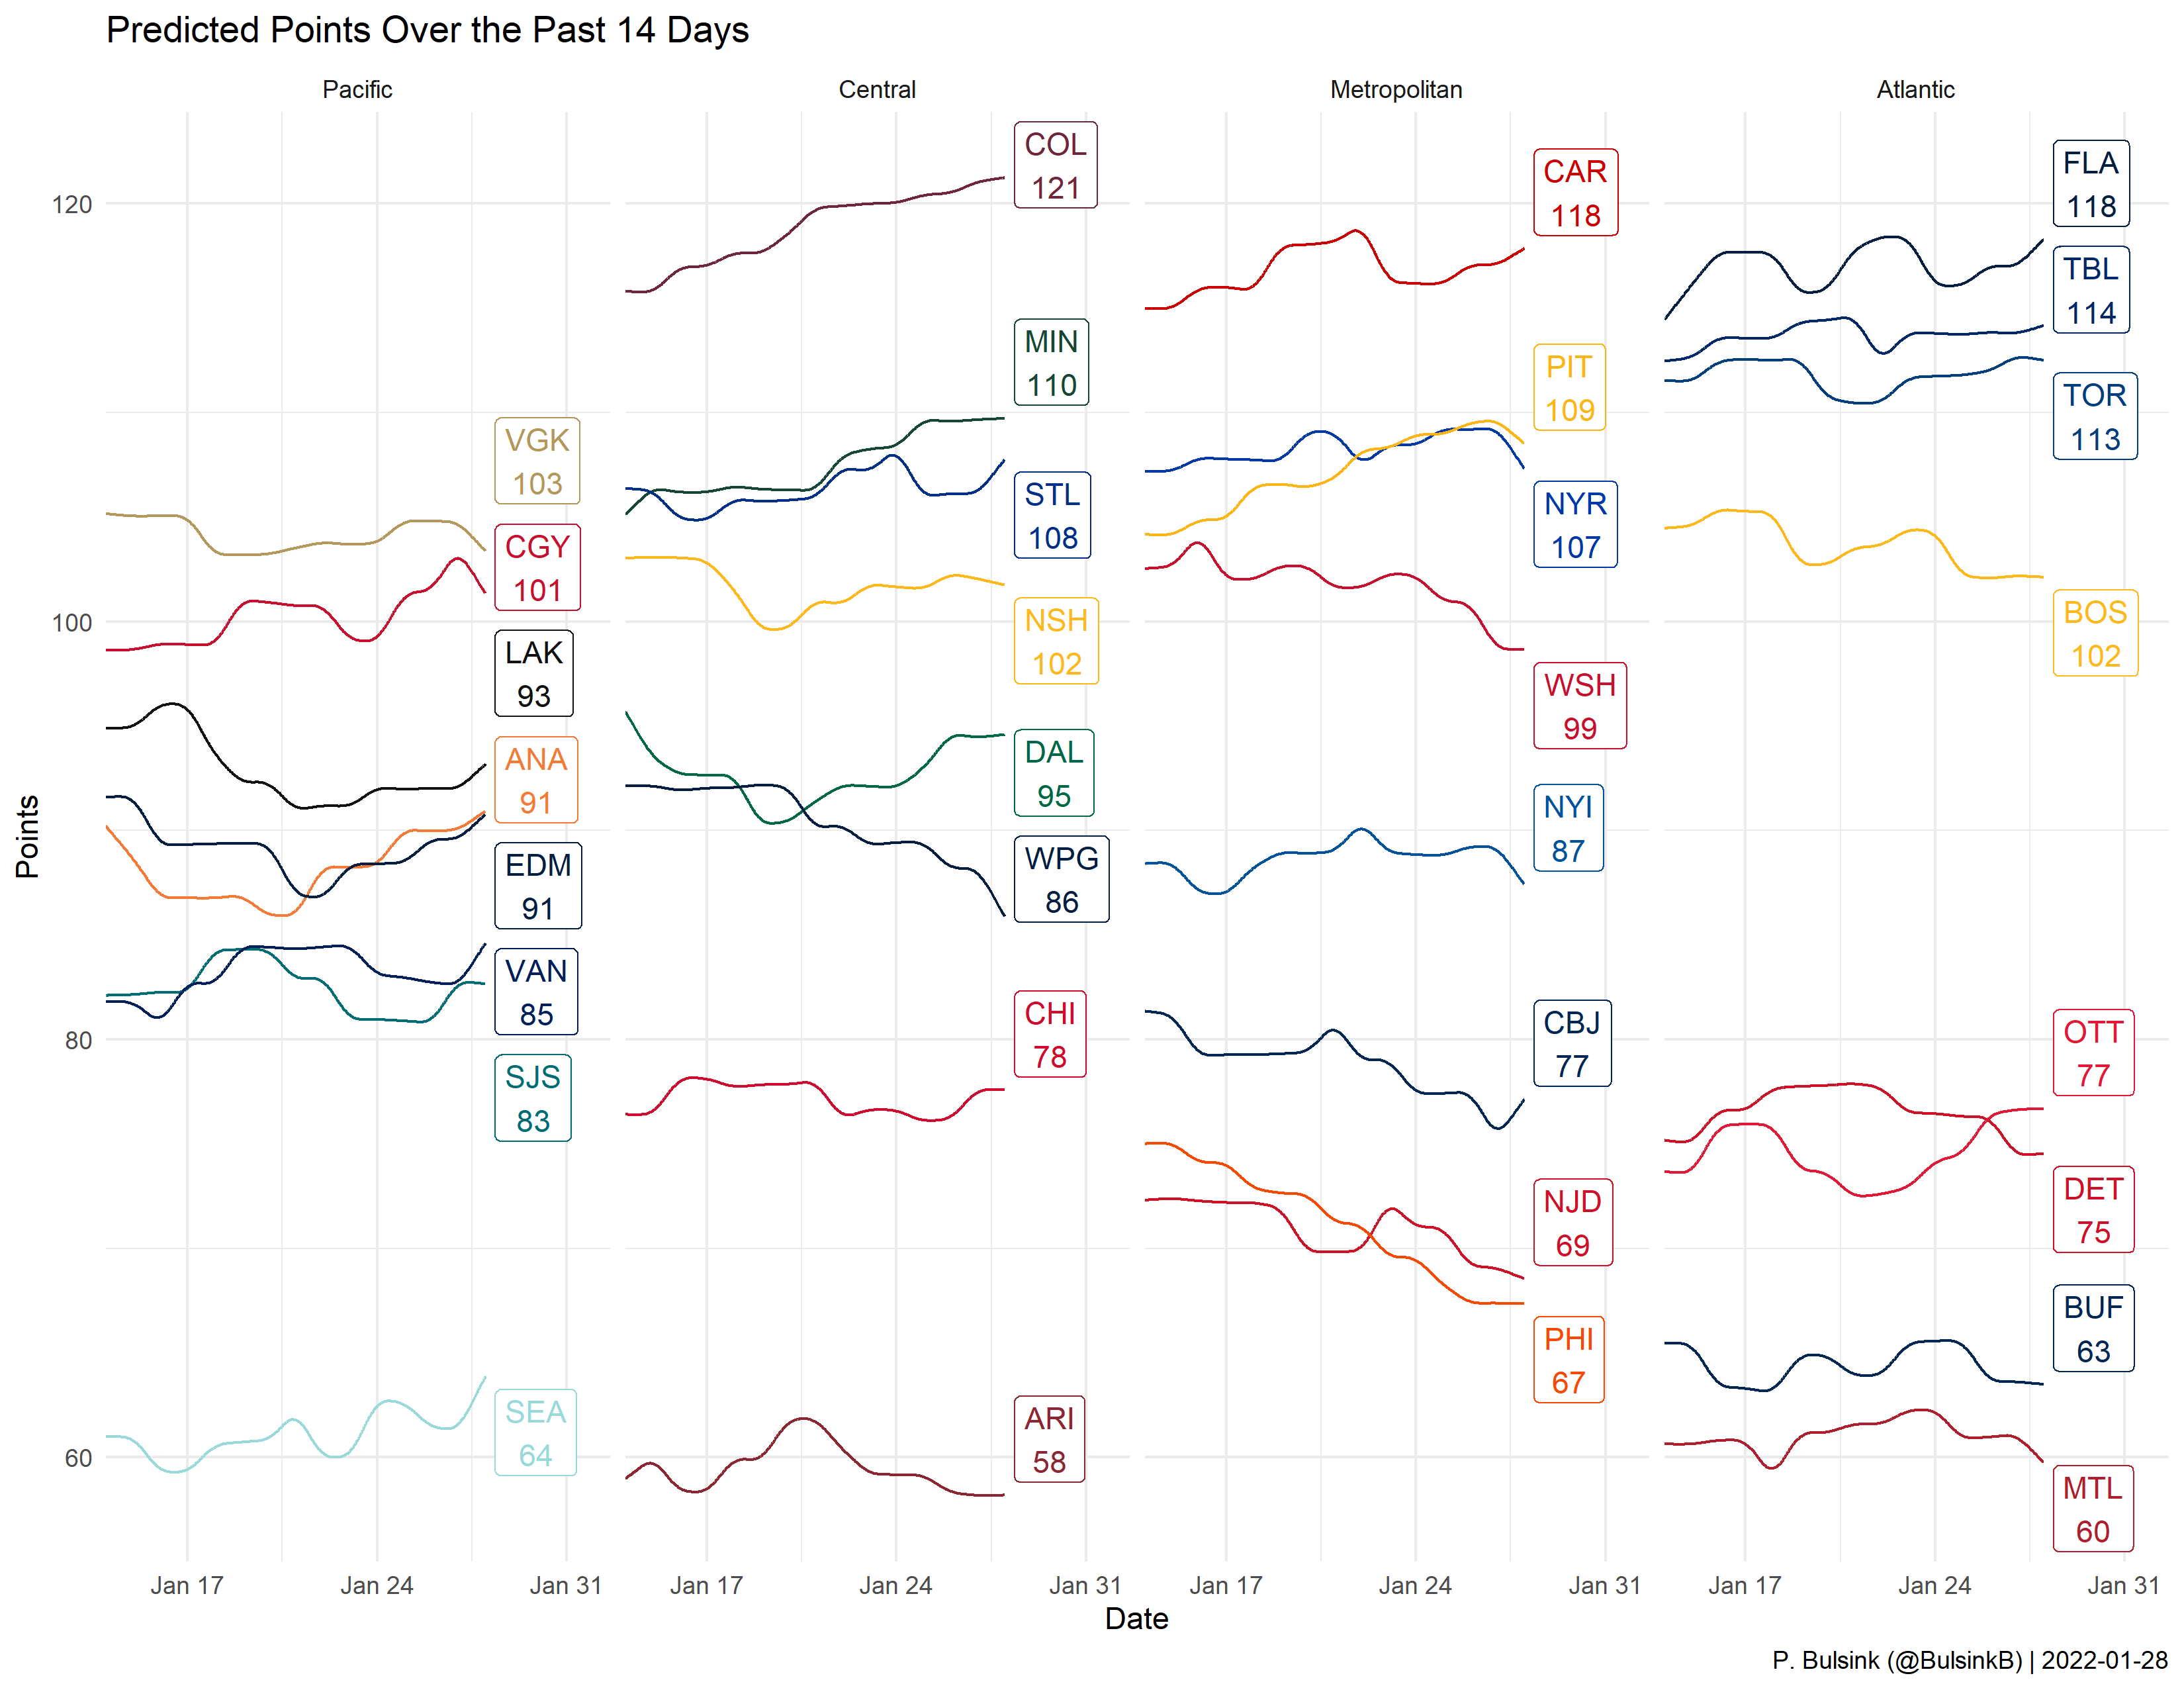 Predicted Points Over the Past 14 Days
Pacific
Central
Metropolitan
Atlantic
Points
120
100
80
60
VGK
103
CGY
101
LAK
93
ANA
91
EDM
91
VAN
85
SJS
83
SEA
64
COL
121
MIN
110
STL
108
NSH
102
DAL
95
WPG
86
CHI
78
ARI
58
CAR
118
PIT
109
NYR
107
WSH
99
NYI
87
CBJ
77
NJD
69
PHI
67
FLA
118
TBL
114
TOR
113
BOS
102
OTT
77
DET
75
BUF
63
MTL
60
Jan 17 Jan 24 Jan 31
Jan 17 Jan 24 Jan 31
Jan 17 Jan 24 Jan 31
Jan 17 Jan 24 Jan 31
Date
P. Bulsink (@BulsinkB) | 2022-01-28